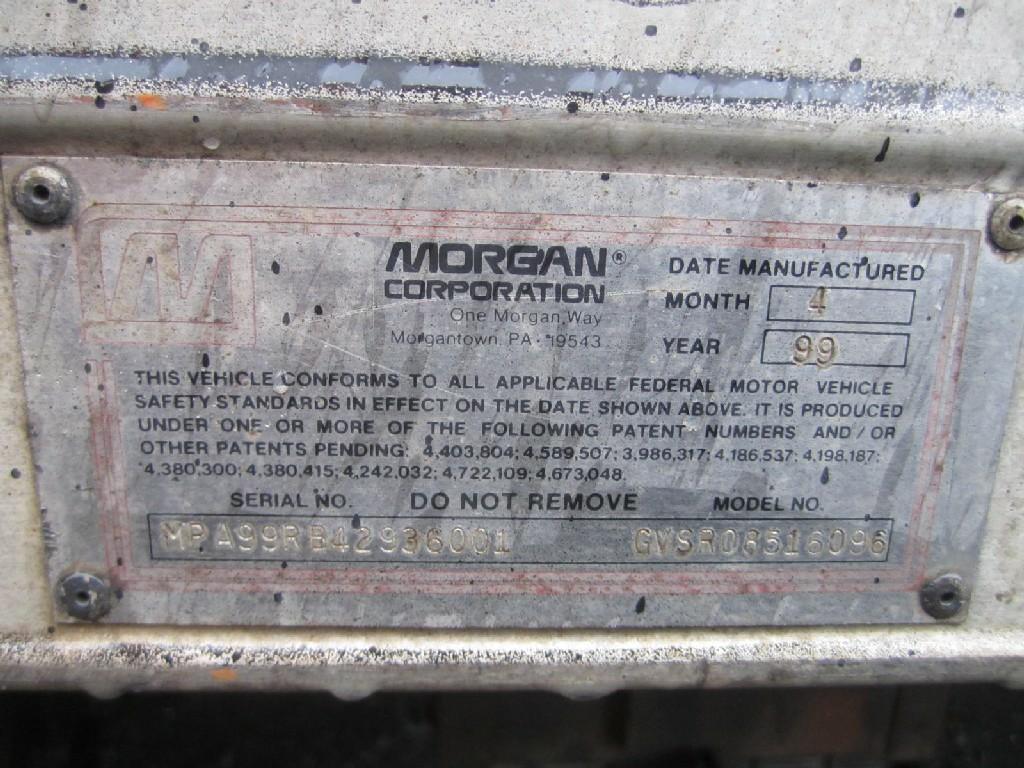 M
MORGAN®
CORPORATION
One Morgan Way
Morgantown, PA · 19543
DATE MANUFACTURED
MONTH 4
YEAR 99
THIS VEHICLE CONFORMS TO ALL APPLICABLE FEDERAL MOTOR VEHICLE
SAFETY STANDARDS IN EFFECT ON THE DATE SHOWN ABOVE. IT IS PRODUCED
UNDER ONE OR MORE OF THE FOLLOWING PATENT NUMBERS AND/OR
OTHER PATENTS PENDING: 4,403,804; 4,589,507; 3,986,317; 4,186,537; 4,198,187;
4,380,300; 4,380,415; 4,242,032; 4,722,109; 4,673,048.
SERIAL NO. DO NOT REMOVE MODEL NO.
MPA99RB42936001 GVSR08516096